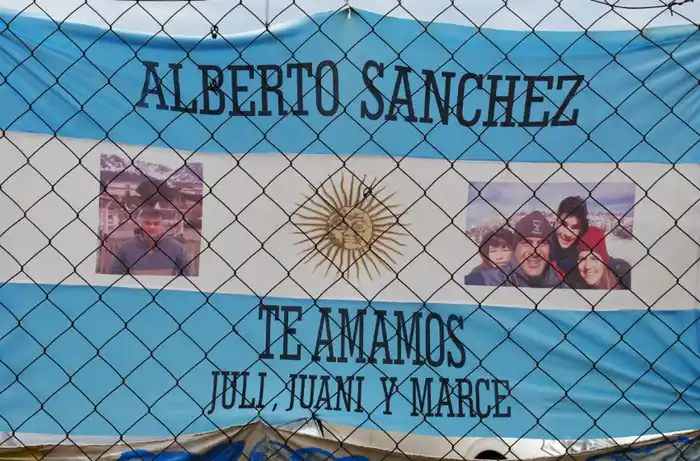 ALBERTO SANCHEZ
TE AMAMOS
JULI, JUANI Y MARCE